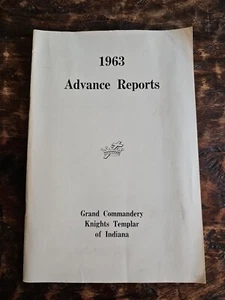 1963
Advance Reports
Grand Commandery
Knights Templar
of Indiana